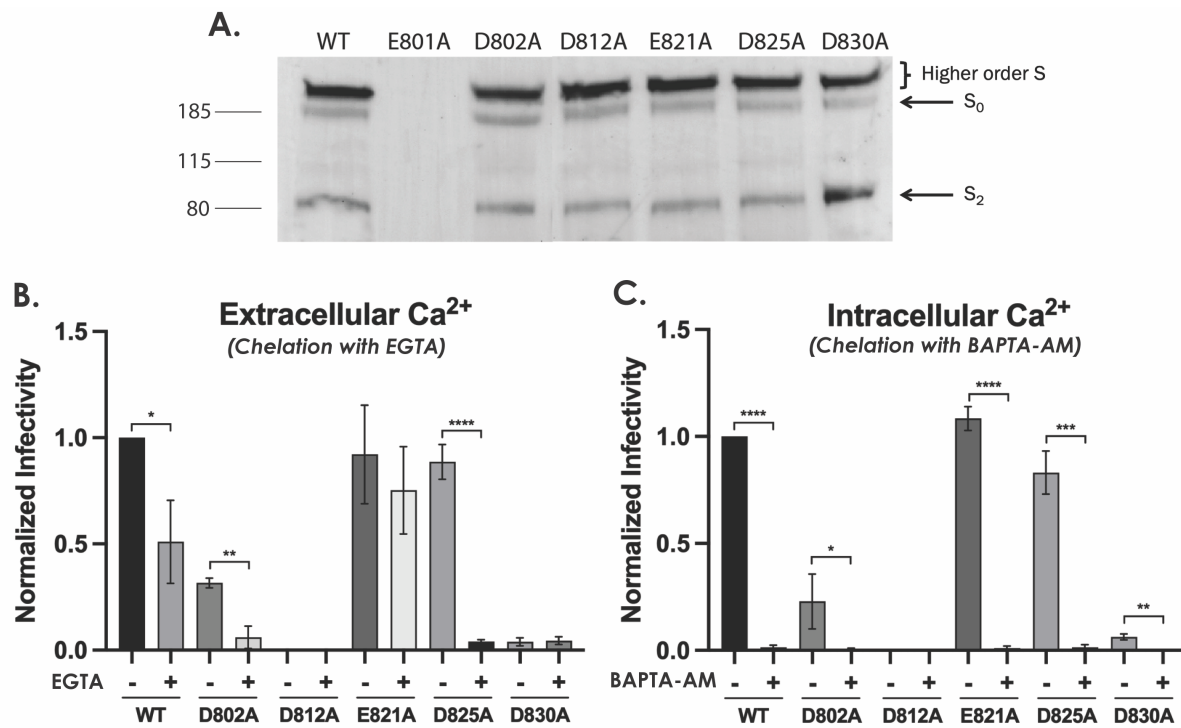 A.
WT E801A D802A D812A E821A D825A D830A
Higher order S
185
S0
115
80
S2
B.
Extracellular Ca2+
(Chelation with EGTA)
Normalized Infectivity
1.5
1.0
0.5
0.0
* ** ****
EGTA - + - + - + - + - + - +
WT D802A D812A E821A D825A D830A
C.
Intracellular Ca2+
(Chelation with BAPTA-AM)
Normalized Infectivity
1.5
1.0
0.5
0.0
**** * **** *** **
BAPTA-AM - + - + - + - + - + - +
WT D802A D812A E821A D825A D830A